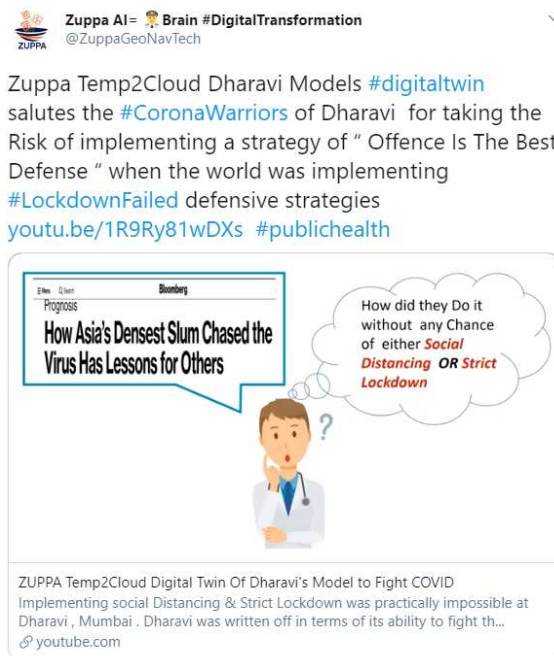 Zuppa AI= Brain #DigitalTransformation
@ZuppaGeoNavTech
ZUPPA
Zuppa Temp2Cloud Dharavi Models #digitaltwin
salutes the #CoronaWarriors of Dharavi for taking the
Risk of implementing a strategy of “ Offence Is The Best
Defense “ when the world was implementing
#LockdownFailed defensive strategies
youtu.be/1R9Ry81wDXs #publichealth
Menu Search Bloomberg
Prognosis
How Asia's Densest Slum Chased the
Virus Has Lessons for Others
How did they Do it
without any Chance
of either Social
Distancing OR Strict
Lockdown
?
ZUPPA Temp2Cloud Digital Twin Of Dharavi's Model to Fight COVID
Implementing social Distancing & Strict Lockdown was practically impossible at
Dharavi , Mumbai . Dharavi was written off in terms of its ability to fight th...
youtube.com